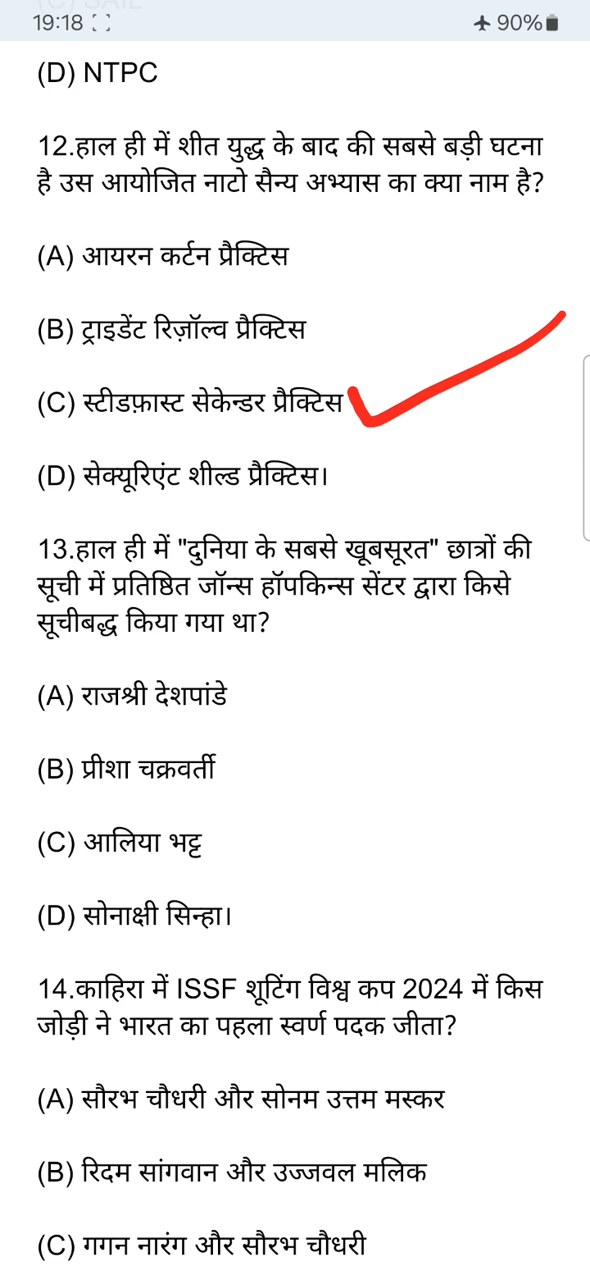 19:18
90%
(D) NTPC
12.हाल ही में शीत युद्ध के बाद की सबसे बड़ी घटना
है उस आयोजित नाटो सैन्य अभ्यास का क्या नाम है?
(A) आयरन कर्टन प्रैक्टिस
(B) ट्राइडेंट रिज़ॉल्व प्रैक्टिस
(C) स्टीडफ़ास्ट सेकेन्डर प्रैक्टिस
(D) सेक्यूरिएंट शील्ड प्रैक्टिस।
13.हाल ही में "दुनिया के सबसे खूबसूरत" छात्रों की
सूची में प्रतिष्ठित जॉन्स हॉपकिन्स सेंटर द्वारा किसे
सूचीबद्ध किया गया था?
(A) राजश्री देशपांडे
(B) प्रीशा चक्रवर्ती
(C) आलिया भट्ट
(D) सोनाक्षी सिन्हा।
14.काहिरा में ISSF शूटिंग विश्व कप 2024 में किस
जोड़ी ने भारत का पहला स्वर्ण पदक जीता?
(A) सौरभ चौधरी और सोनम उत्तम मस्कर
(B) रिदम सांगवान और उज्जवल मलिक
(C) गगन नारंग और सौरभ चौधरी